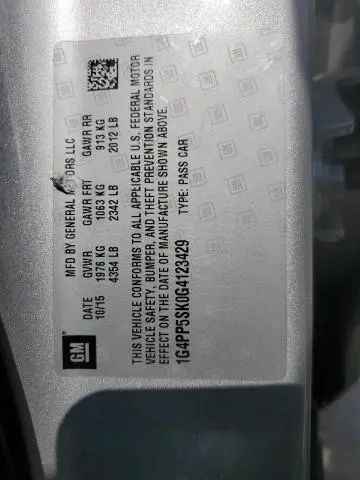 GM
MFD BY GENERAL MOTORS LLC
DATE GVWR GAWR FRT GAWR RR
10/15 1976 KG 1063 KG 913 KG
4354 LB 2342 LB 2012 LB
THIS VEHICLE CONFORMS TO ALL APPLICABLE U.S. FEDERAL MOTOR
VEHICLE SAFETY, BUMPER, AND THEFT PREVENTION STANDARDS IN
EFFECT ON THE DATE OF MANUFACTURE SHOWN ABOVE.
1G4PP5SK0G4123429 TYPE: PASS CAR